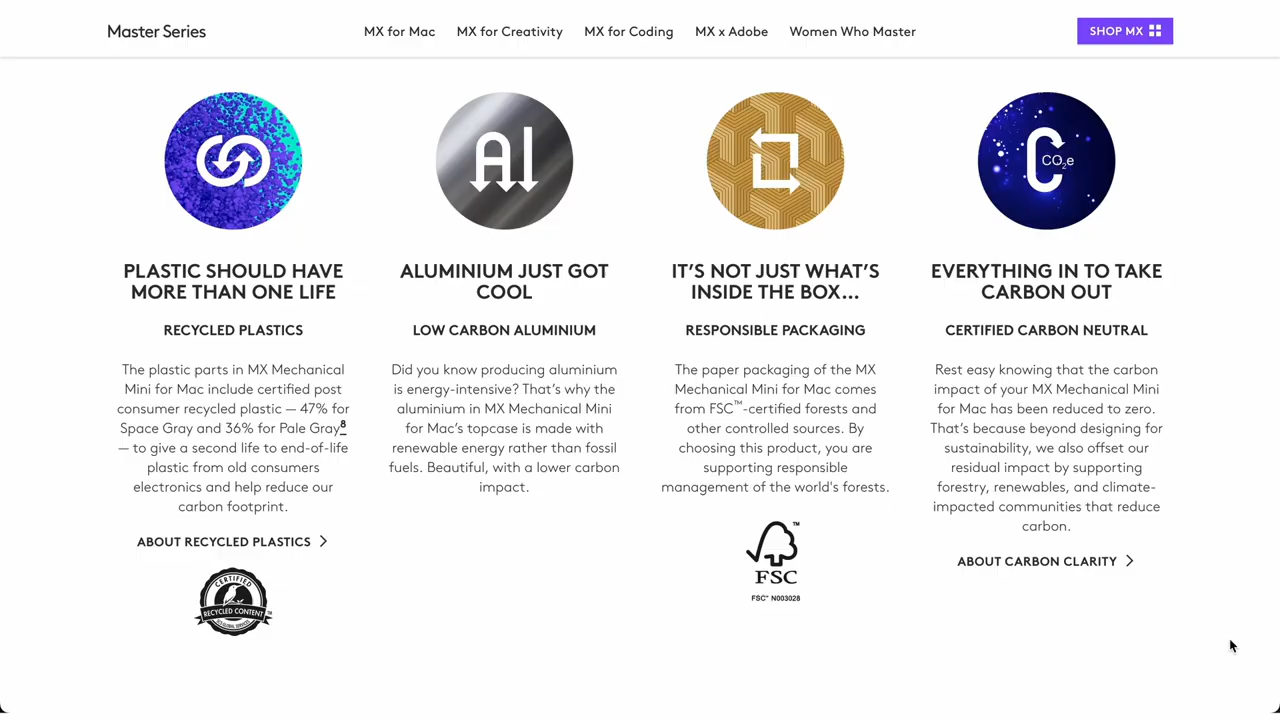 Master Series
MX for Mac
MX for Creativity
MX for Coding
MX x Adobe
Women Who Master
SHOP MX
Al
CO₂e
PLASTIC SHOULD HAVE
MORE THAN ONE LIFE
RECYCLED PLASTICS
The plastic parts in MX Mechanical
Mini for Mac include certified post
consumer recycled plastic — 47% for
Space Gray and 36% for Pale Gray⁸
— to give a second life to end-of-life
plastic from old consumers
electronics and help reduce our
carbon footprint.
ABOUT RECYCLED PLASTICS
CERTIFIED
RECYCLED CONTENT™
SCS GLOBAL SERVICES
ALUMINIUM JUST GOT
COOL
LOW CARBON ALUMINIUM
Did you know producing aluminium
is energy-intensive? That’s why the
aluminium in MX Mechanical Mini
for Mac’s topcase is made with
renewable energy rather than fossil
fuels. Beautiful, with a lower carbon
impact.
IT’S NOT JUST WHAT’S
INSIDE THE BOX…
RESPONSIBLE PACKAGING
The paper packaging of the MX
Mechanical Mini for Mac comes
from FSC™-certified forests and
other controlled sources. By
choosing this product, you are
supporting responsible
management of the world's forests.
™
FSC
FSC™ N003028
EVERYTHING IN TO TAKE
CARBON OUT
CERTIFIED CARBON NEUTRAL
Rest easy knowing that the carbon
impact of your MX Mechanical Mini
for Mac has been reduced to zero.
That’s because beyond designing for
sustainability, we also offset our
residual impact by supporting
forestry, renewables, and climate-
impacted communities that reduce
carbon.
ABOUT CARBON CLARITY